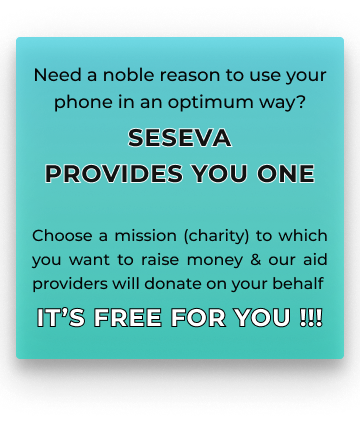 Need a noble reason to use your
phone in an optimum way?
SESEVA
PROVIDES YOU ONE
Choose a mission (charity) to which
you want to raise money & our aid
providers will donate on your behalf
IT'S FREE FOR YOU !!!